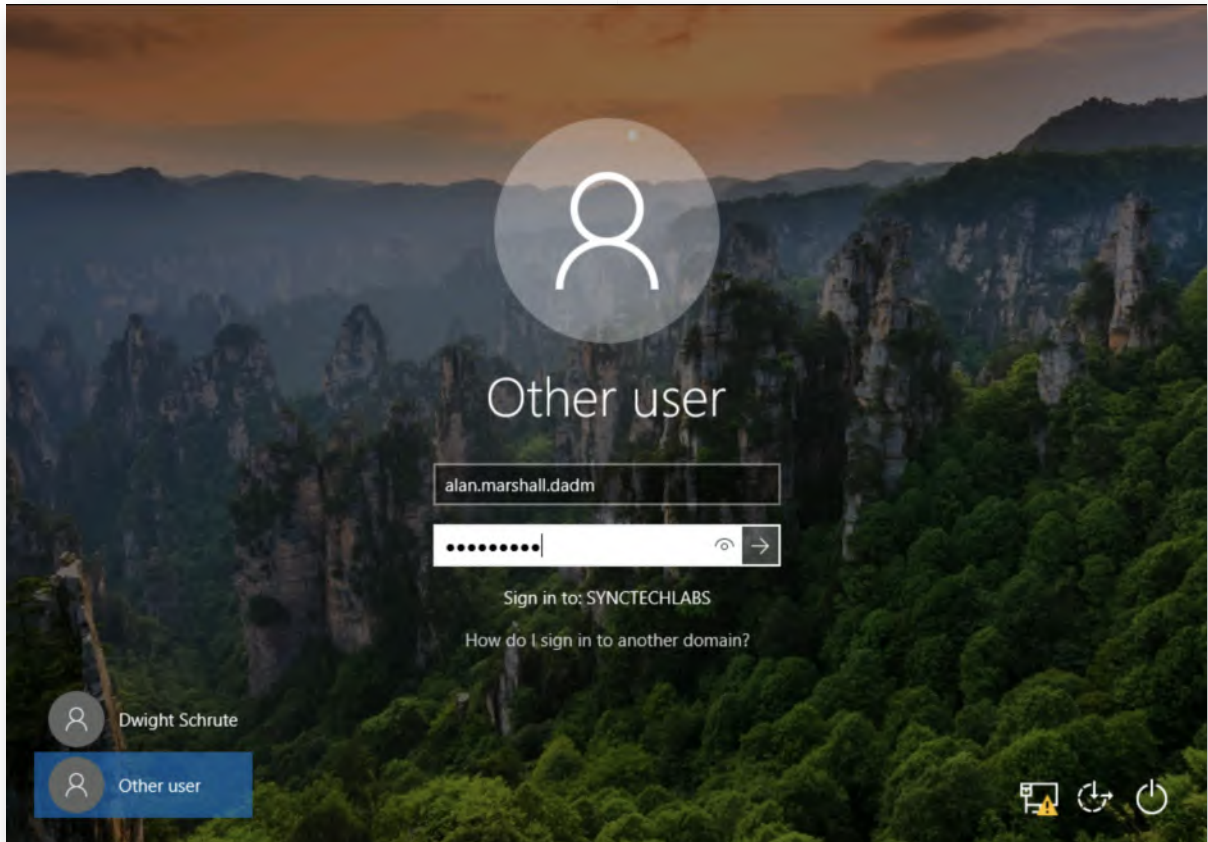 Other user
alan.marshall.dadm
Sign in to: SYNCTECHLABS
How do I sign in to another domain?
Dwight Schrute
Other user